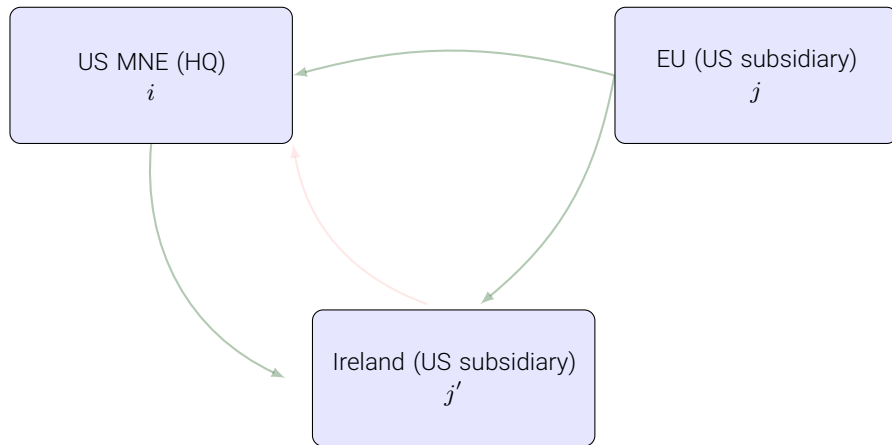 US MNE (HQ)
i
EU (US subsidiary)
j
Ireland (US subsidiary)
j′